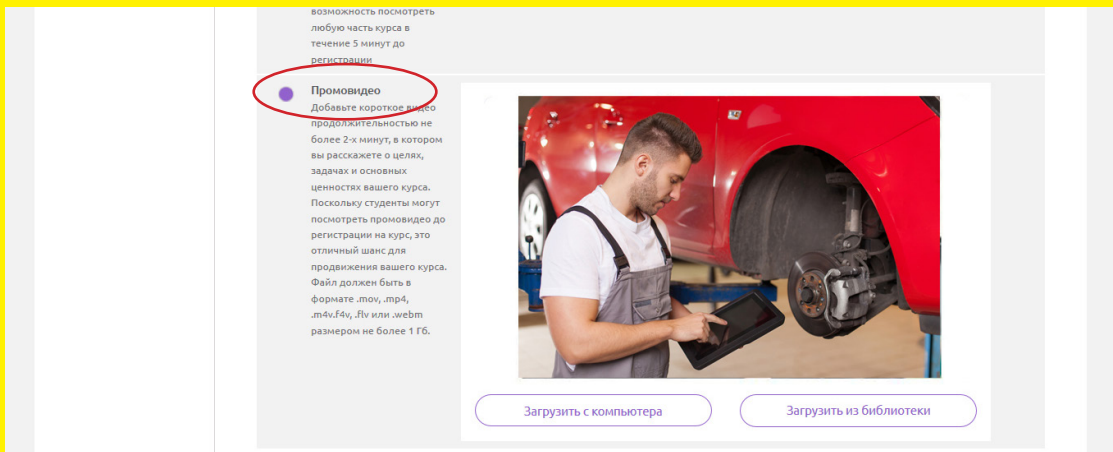 возможность посмотреть
любую часть курса в
течение 5 минут до
регистрации
Промовидео
Добавьте короткое видео
продолжительностью не
более 2-х минут, в котором
вы расскажете о целях,
задачах и основных
ценностях вашего курса.
Поскольку студенты могут
посмотреть промовидео до
регистрации на курс, это
отличный шанс для
продвижения вашего курса.
Файл должен быть в
формате .mov, .mp4,
.m4v.f4v, .flv или .webm
размером не более 1 Гб.
Загрузить с компьютера
Загрузить из библиотеки